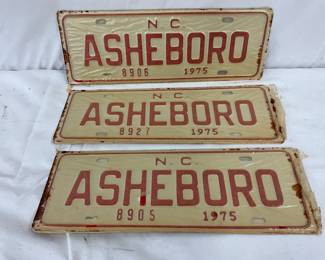 N C
ASHEBORO
8906 1975
N. C.
ASHEBORO
8927 1975
N. C.
ASHEBORO
8905 1975